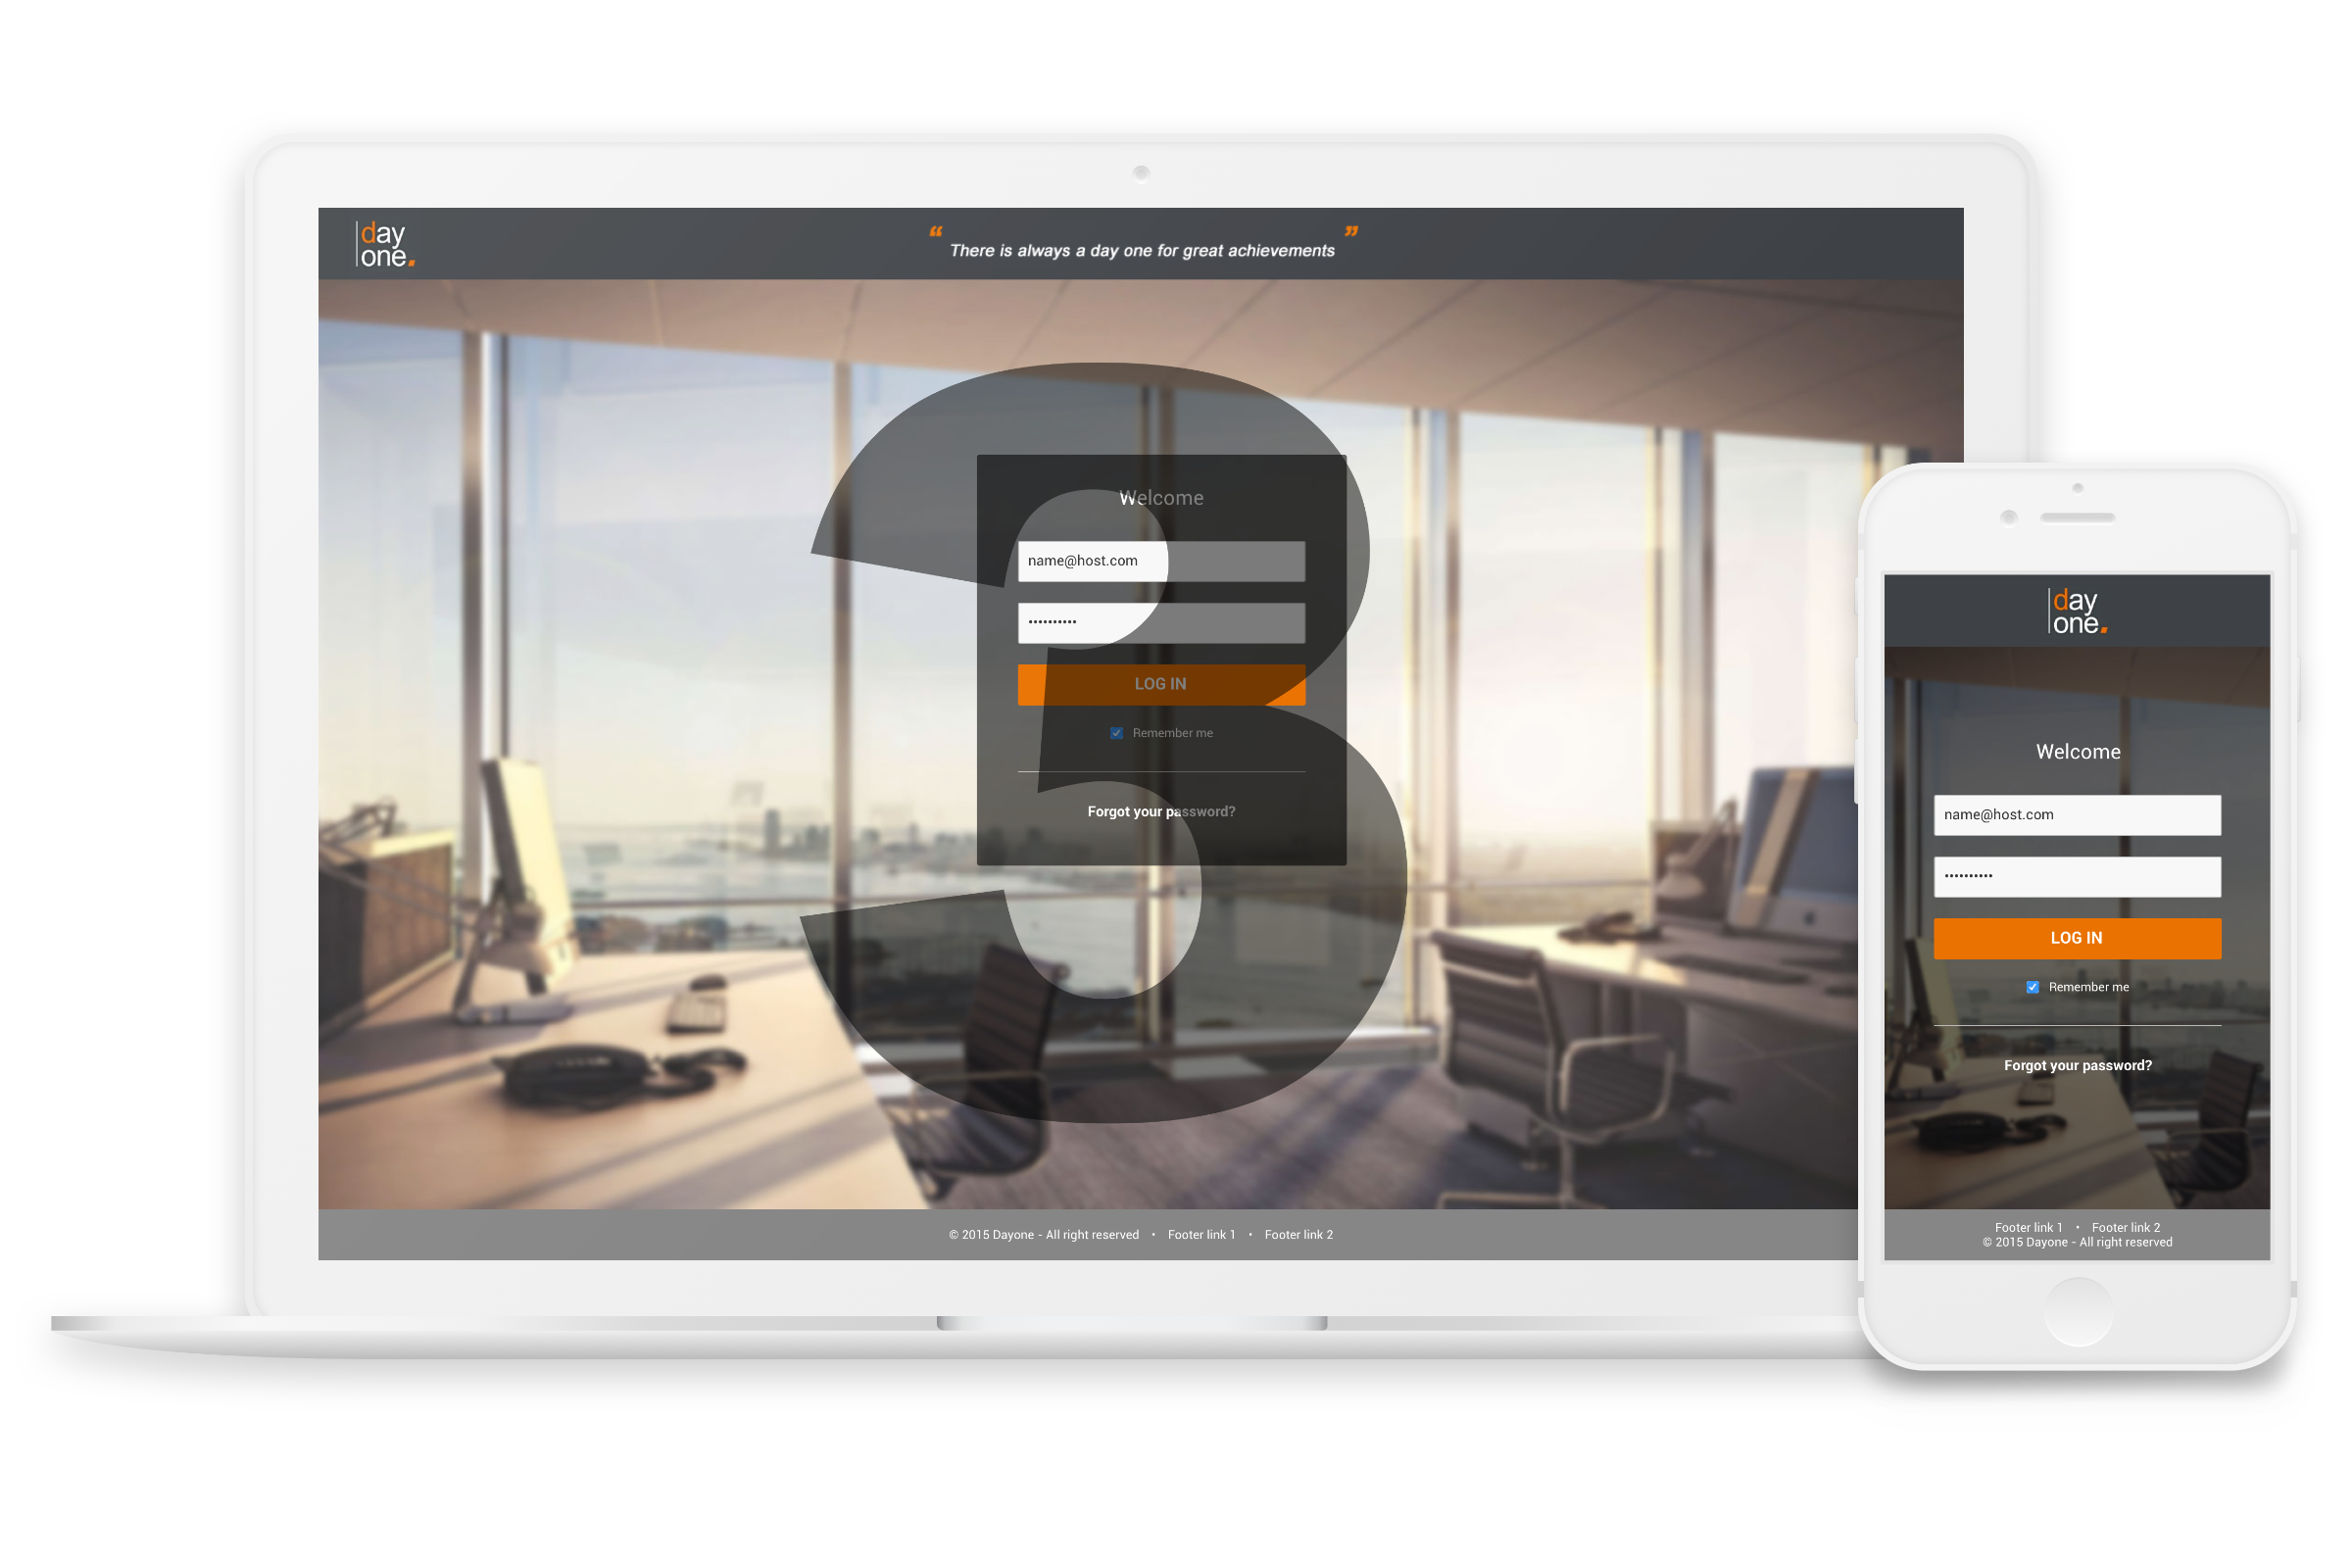 day
one.
“ There is always a day one for great achievements ”
3
Welcome
name@host.com
••••••••••
LOG IN
Remember me
Forgot your password?
© 2015 Dayone - All right reserved • Footer link 1 • Footer link 2
day
one.
Welcome
name@host.com
••••••••••
LOG IN
Remember me
Forgot your password?
Footer link 1 • Footer link 2
© 2015 Dayone - All right reserved